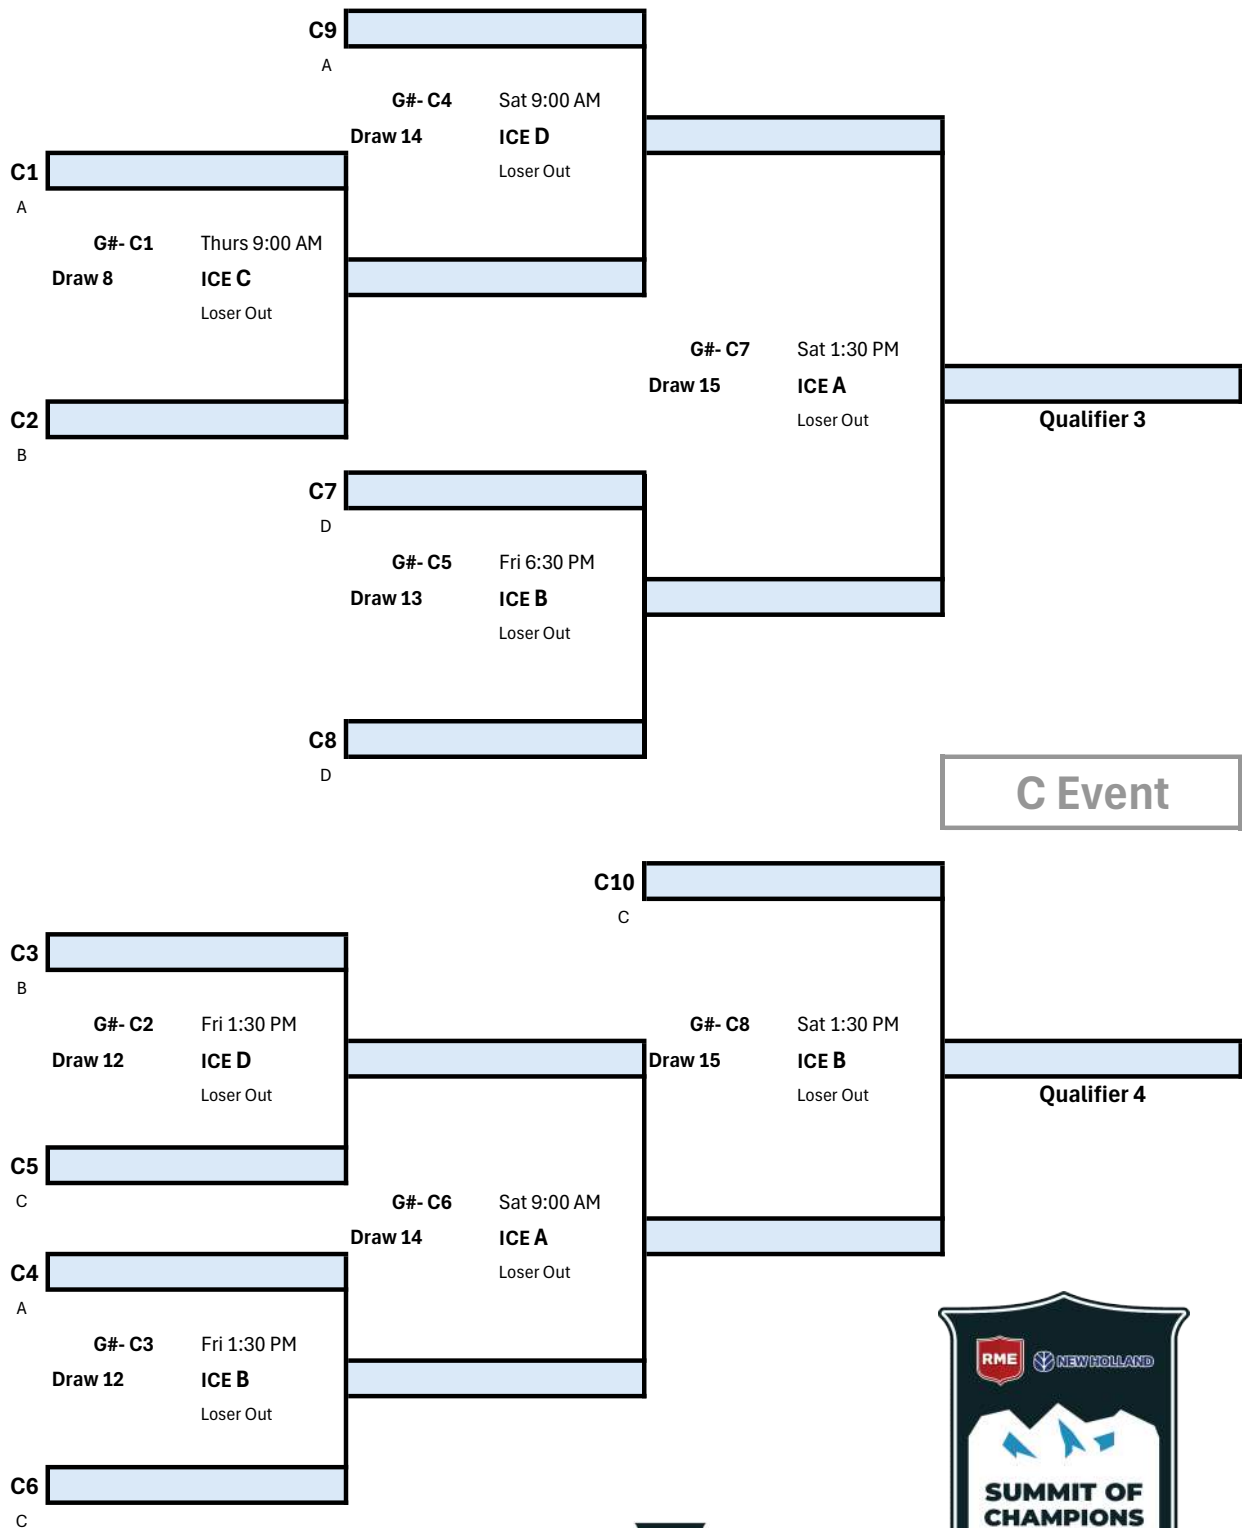 C9
A
G#- C4 Sat 9:00 AM
Draw 14 ICE D
Loser Out
C1
A
G#- C1 Thurs 9:00 AM
Draw 8 ICE C
Loser Out
C2
B
G#- C7 Sat 1:30 PM
Draw 15 ICE A
Loser Out
Qualifier 3
C7
D
G#- C5 Fri 6:30 PM
Draw 13 ICE B
Loser Out
C8
D
C Event
C10
C
C3
B
G#- C2 Fri 1:30 PM
Draw 12 ICE D
Loser Out
G#- C8 Sat 1:30 PM
Draw 15 ICE B
Loser Out
Qualifier 4
C5
C
G#- C6 Sat 9:00 AM
Draw 14 ICE A
Loser Out
C4
A
G#- C3 Fri 1:30 PM
Draw 12 ICE B
Loser Out
C6
C
RME NEW HOLLAND
SUMMIT OF
CHAMPIONS